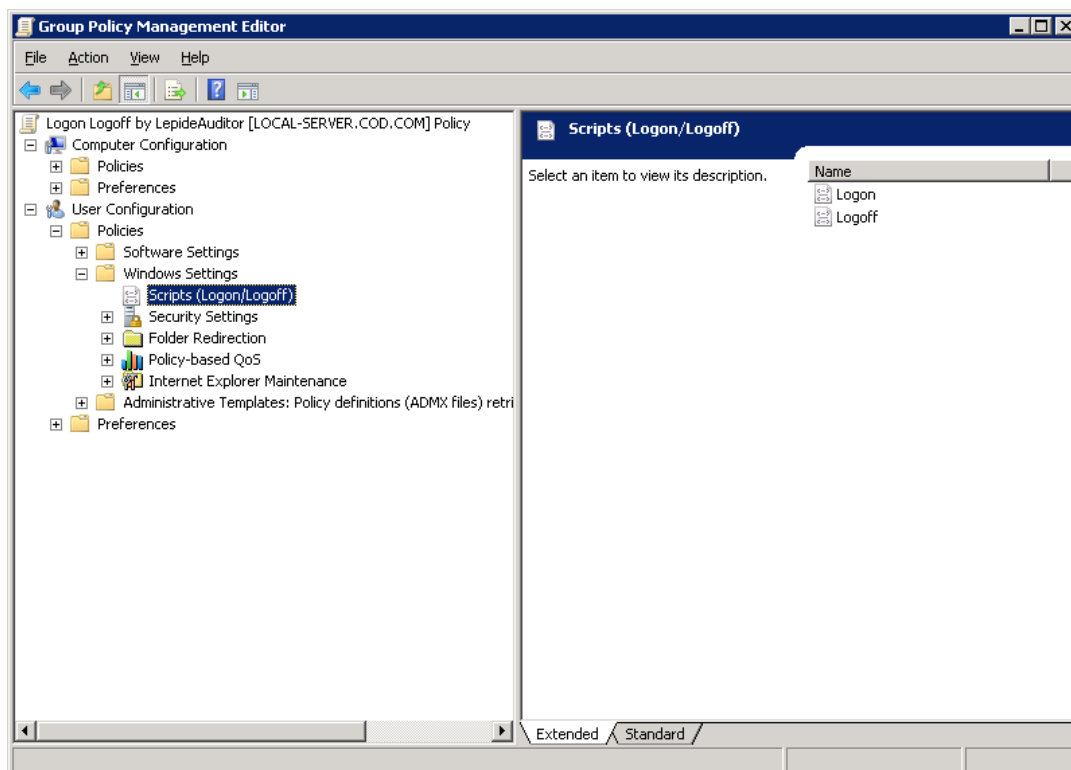 Group Policy Management Editor
File Action View Help
Logon Logoff by LepideAuditor [LOCAL-SERVER.COD.COM] Policy
Computer Configuration
Policies
Preferences
User Configuration
Policies
Software Settings
Windows Settings
Scripts (Logon/Logoff)
Security Settings
Folder Redirection
Policy-based QoS
Internet Explorer Maintenance
Administrative Templates: Policy definitions (ADMX files) retri
Preferences
Scripts (Logon/Logoff)
Select an item to view its description.
Name
Logon
Logoff
Extended Standard